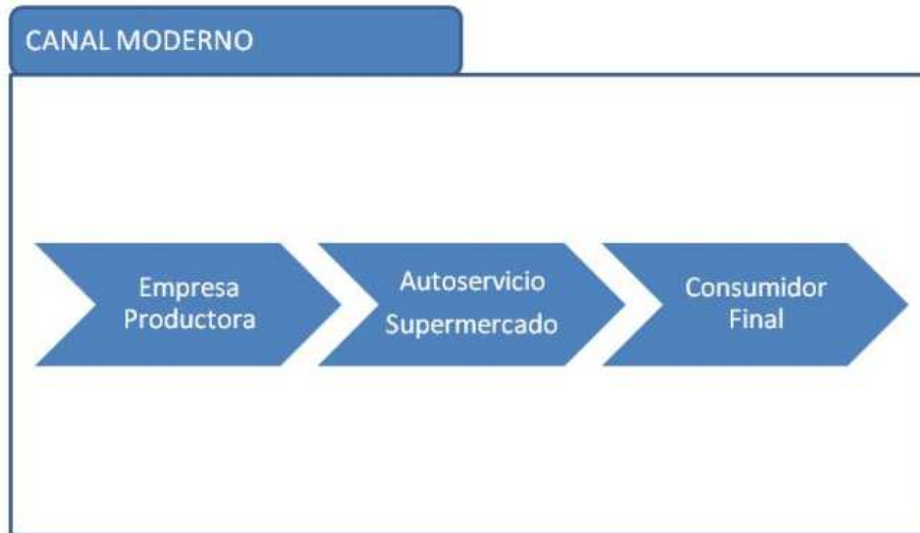 CANAL MODERNO
Empresa
Productora
Autoservicio
Supermercado
Consumidor
Final